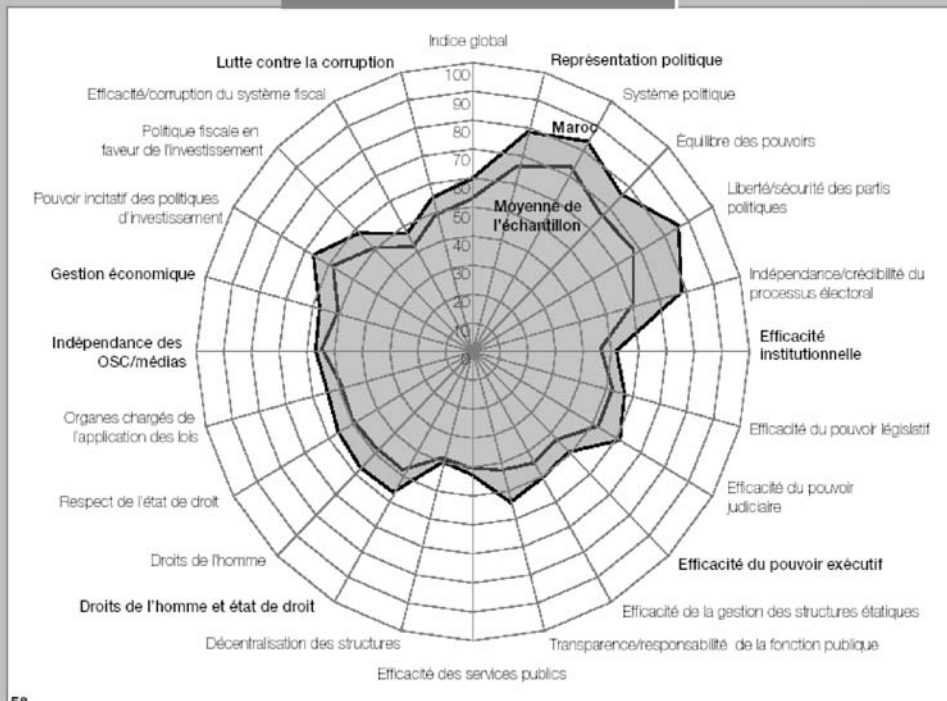 Indice global
Lutte contre la corruption
Représentation politique
Efficacité/corruption du système fiscal
Système politique
Politique fiscale en
faveur de l'investissement
Maroc
Équilibre des pouvoirs
Pouvoir incitatif des politiques
d'investissement
Moyenne de
l'échantillon
Liberté/sécurité des partis
politiques
Gestion économique
Indépendance/crédibilité du
processus électoral
Indépendance des
OSC/médias
Efficacité
institutionnelle
100
90
80
70
60
50
40
30
20
10
0
Organes chargés de
l'application des lois
Efficacité du pouvoir législatif
Respect de l'état de droit
Efficacité du pouvoir
judiciaire
Droits de l'homme
Efficacité du pouvoir exécutif
Droits de l'homme et état de droit
Efficacité de la gestion des structures étatiques
Décentralisation des structures
Transparence/responsabilité de la fonction publique
Efficacité des services publics